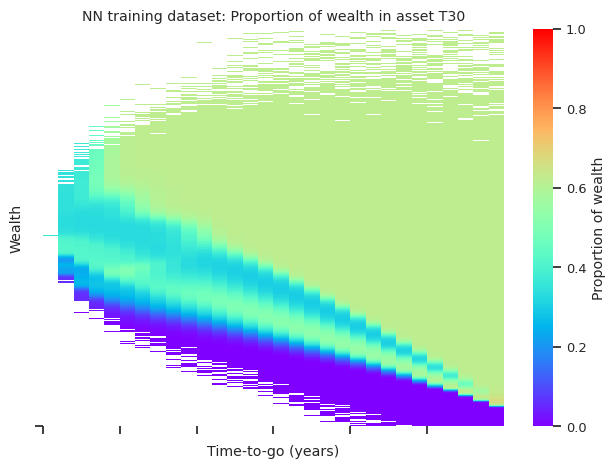 NN training dataset: Proportion of wealth in asset T30
Wealth
Time-to-go (years)
1.0
0.8
0.6
0.4
0.2
0.0
Proportion of wealth